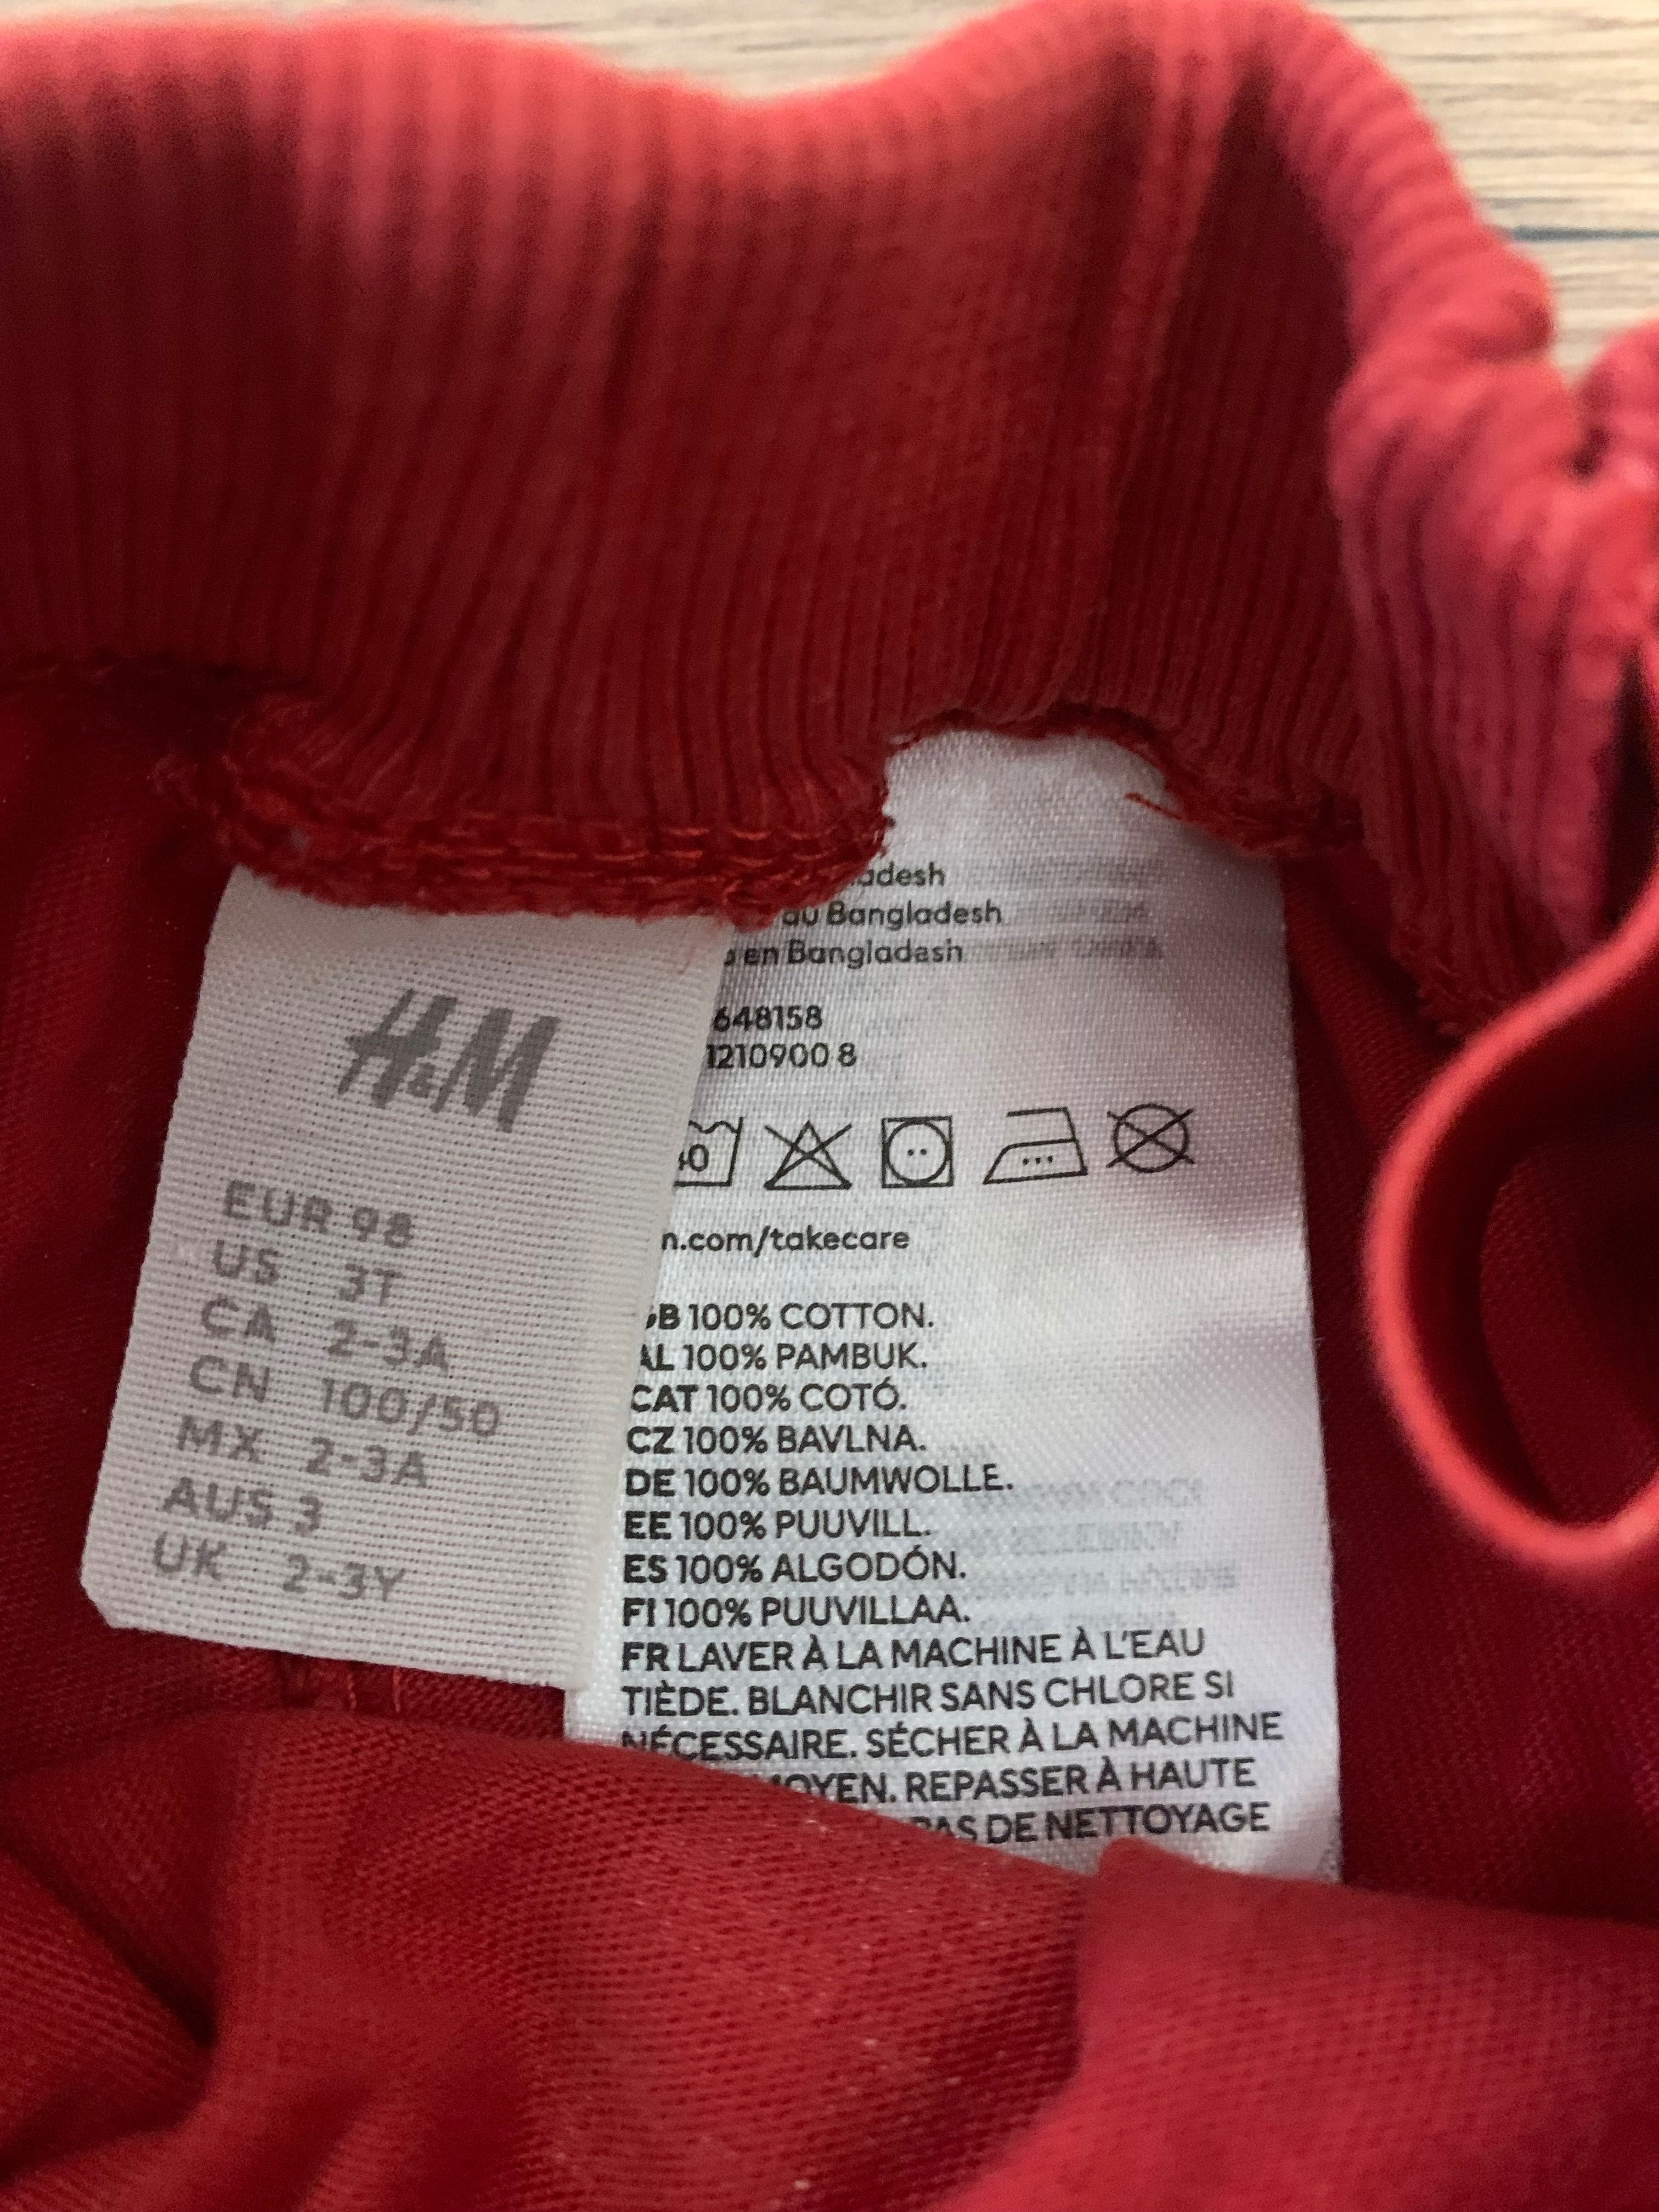 H&M
EUR 98
US 3T
CA 2-3A
CN 100/50
MX 2-3A
AUS 3
UK 2-3Y
Bangladesh
en Bangladesh
648158
1210900 8
.com/takecare
100% COTTON.
AL 100% PAMBUK.
CAT 100% COTÓ.
CZ 100% BAVLNA.
DE 100% BAUMWOLLE.
EE 100% PUUVILL.
ES 100% ALGODÓN.
FI 100% PUUVILLAA.
FR LAVER À LA MACHINE À L'EAU
TIÈDE. BLANCHIR SANS CHLORE SI
NÉCESSAIRE. SÉCHER À LA MACHINE
REPASSER À HAUTE
PAS DE NETTOYAGE